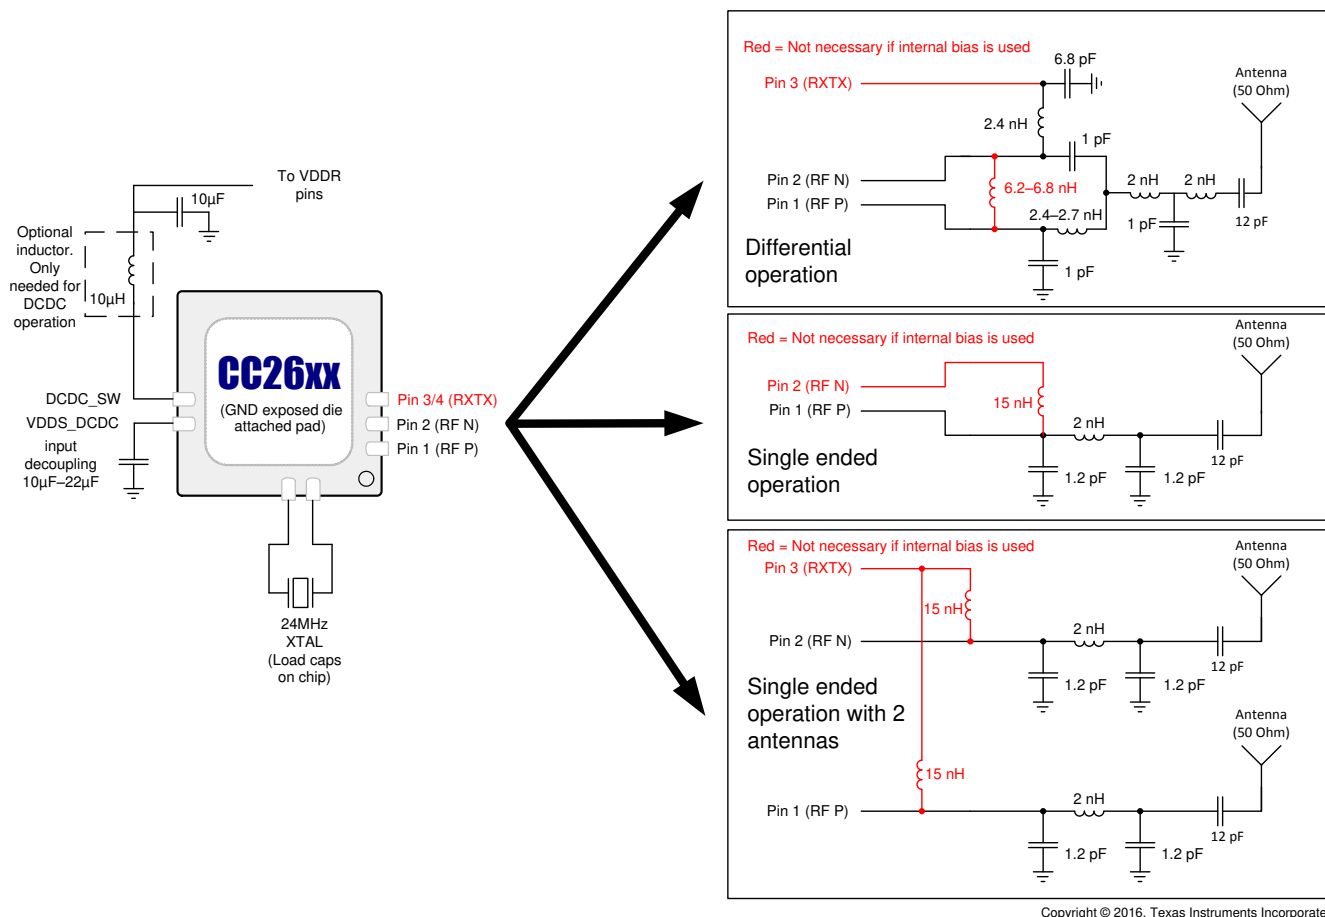 To VDDR
pins
10µF
Optional
inductor.
Only
needed for
DCDC
operation
10µH
CC26xx
(GND exposed die
attached pad)
DCDC_SW
VDDS_DCDC
input
decoupling
10µF–22µF
Pin 3/4 (RXTX)
Pin 2 (RF N)
Pin 1 (RF P)
24MHz
XTAL
(Load caps
on chip)
Red = Not necessary if internal bias is used
Pin 3 (RXTX)
6.8 pF
Antenna
(50 Ohm)
2.4 nH
1 pF
Pin 2 (RF N)
Pin 1 (RF P)
6.2–6.8 nH
2.4–2.7 nH
2 nH
2 nH
1 pF
12 pF
1 pF
Differential
operation
Red = Not necessary if internal bias is used
Antenna
(50 Ohm)
Pin 2 (RF N)
Pin 1 (RF P)
15 nH
2 nH
12 pF
1.2 pF
1.2 pF
Single ended
operation
Red = Not necessary if internal bias is used
Pin 3 (RXTX)
Antenna
(50 Ohm)
15 nH
Pin 2 (RF N)
2 nH
12 pF
1.2 pF
1.2 pF
Single ended
operation with 2
antennas
Antenna
(50 Ohm)
15 nH
Pin 1 (RF P)
2 nH
12 pF
1.2 pF
1.2 pF
Copyright © 2016, Texas Instruments Incorporate